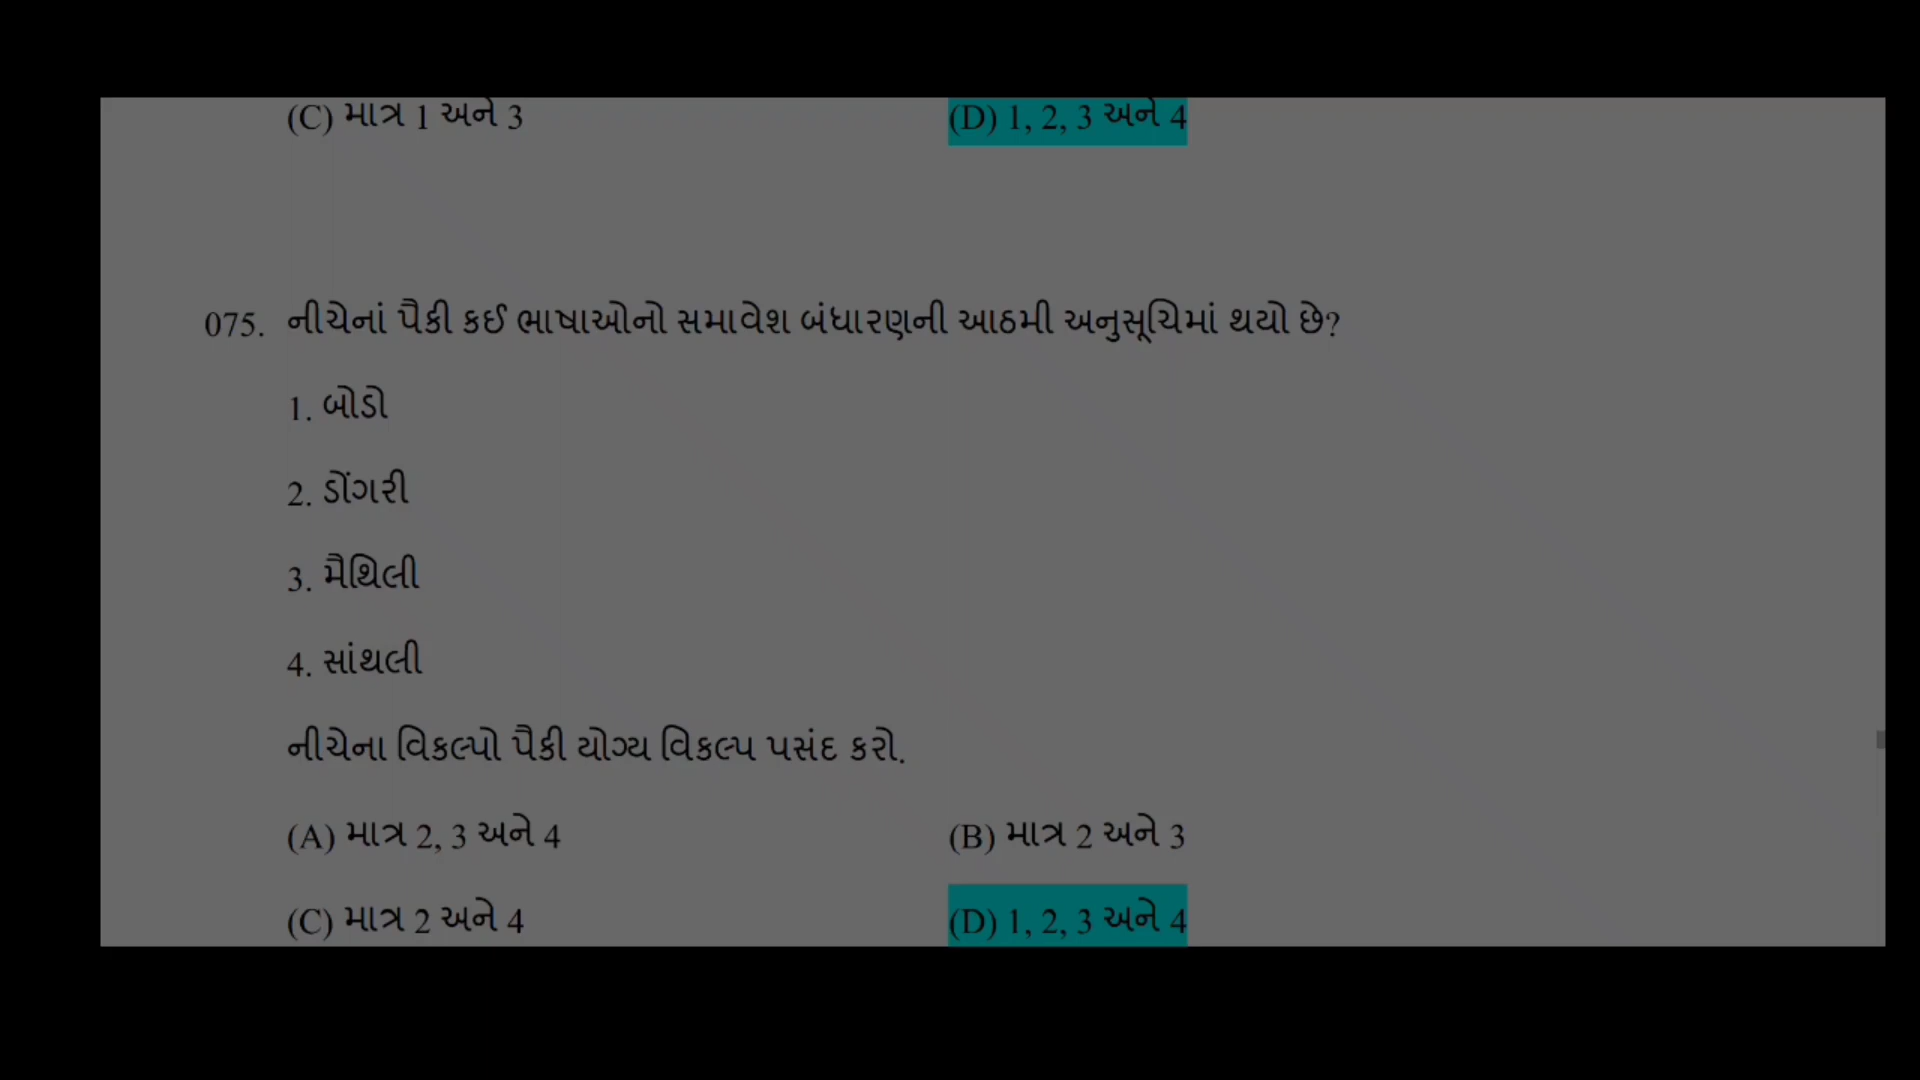 (C) માત્ર 1 અને 3 (D) 1, 2, 3 અને 4
075. નીચેનાં પૈકી કઈ ભાષાઓનો સમાવેશ બંધારણની આઠમી અનુસૂચિમાં થયો છે?
1. બોડો
2. ડોંગરી
3. મૈથિલી
4. સાંથલી
નીચેના વિકલ્પો પૈકી યોગ્ય વિકલ્પ પસંદ કરો.
(A) માત્ર 2, 3 અને 4 (B) માત્ર 2 અને 3
(C) માત્ર 2 અને 4 (D) 1, 2, 3 અને 4